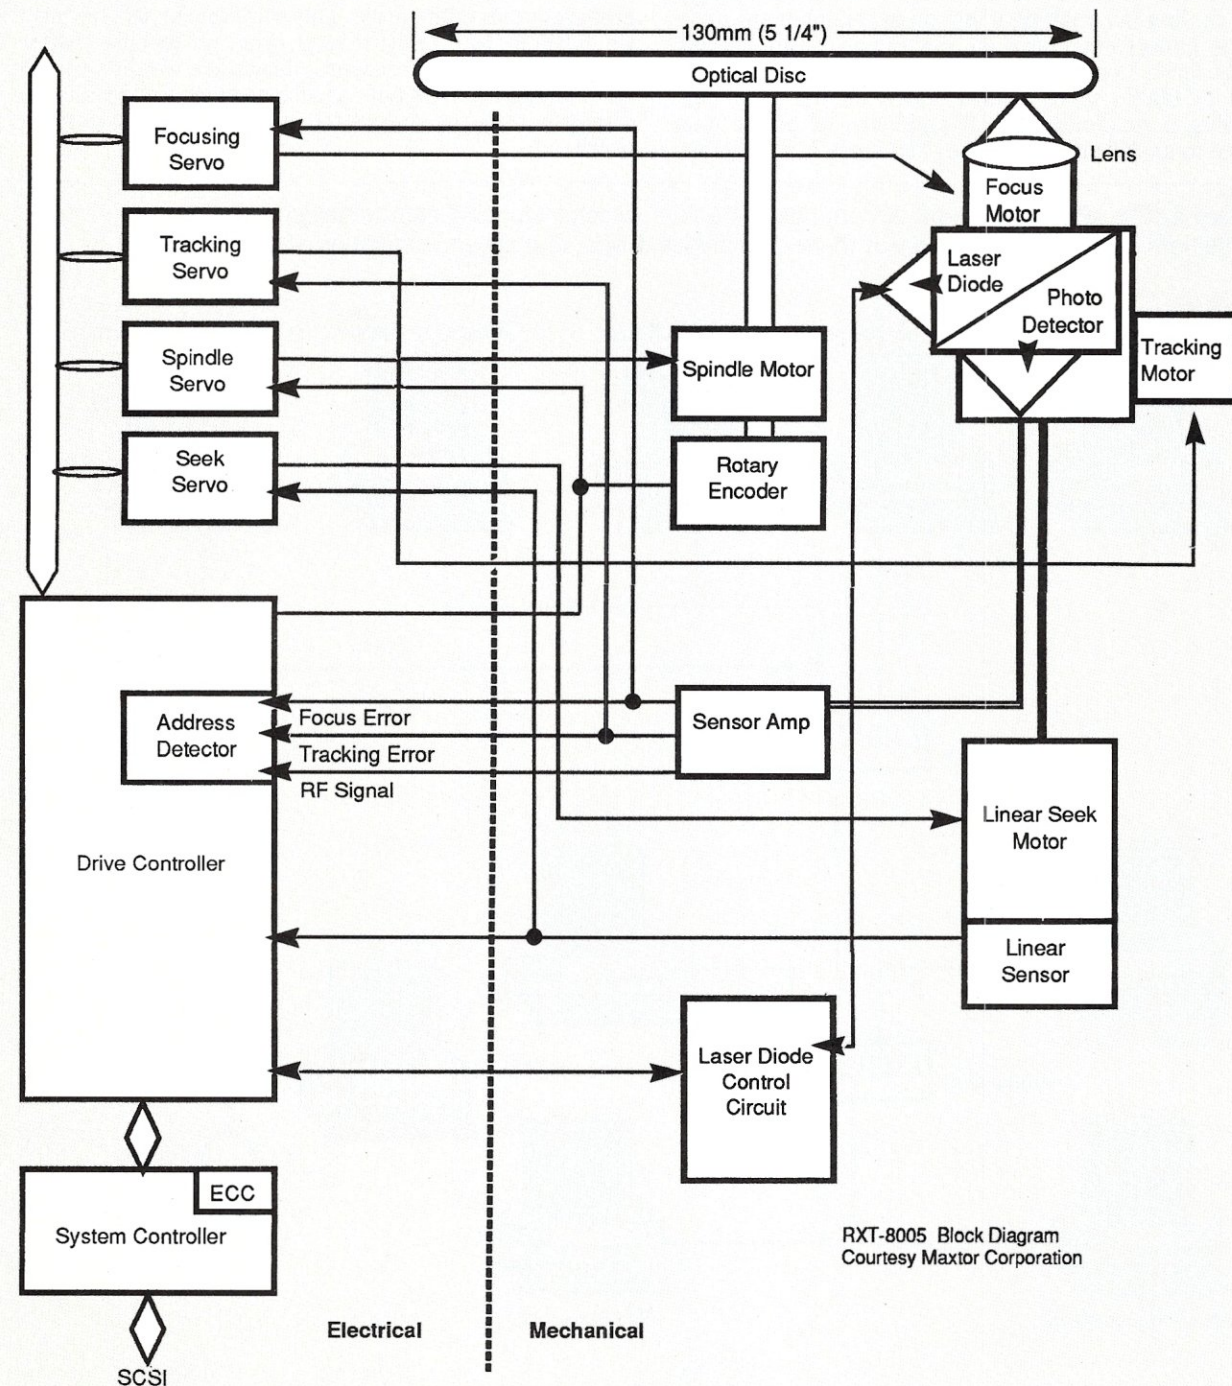 130mm (5 1/4")
Optical Disc
Focusing
Servo
Lens
Focus
Motor
Tracking
Servo
Laser
Diode
Photo
Detector
Tracking
Motor
Spindle
Servo
Spindle Motor
Seek
Servo
Rotary
Encoder
Address
Detector
Focus Error
Tracking Error
RF Signal
Sensor Amp
Linear Seek
Motor
Drive Controller
Linear
Sensor
Laser Diode
Control
Circuit
ECC
System Controller
RXT-8005 Block Diagram
Courtesy Maxtor Corporation
Electrical
Mechanical
SCSI